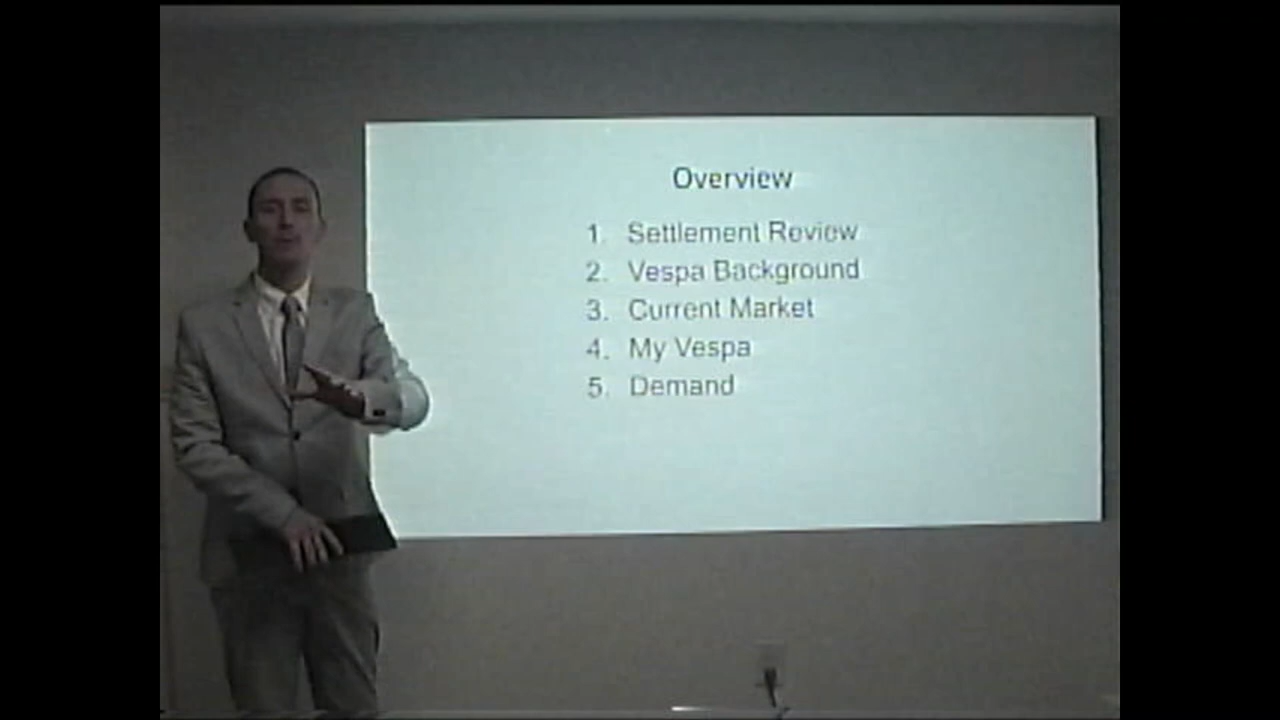 Overview
1. Settlement Review
2. Vespa Background
3. Current Market
4. My Vespa
5. Demand